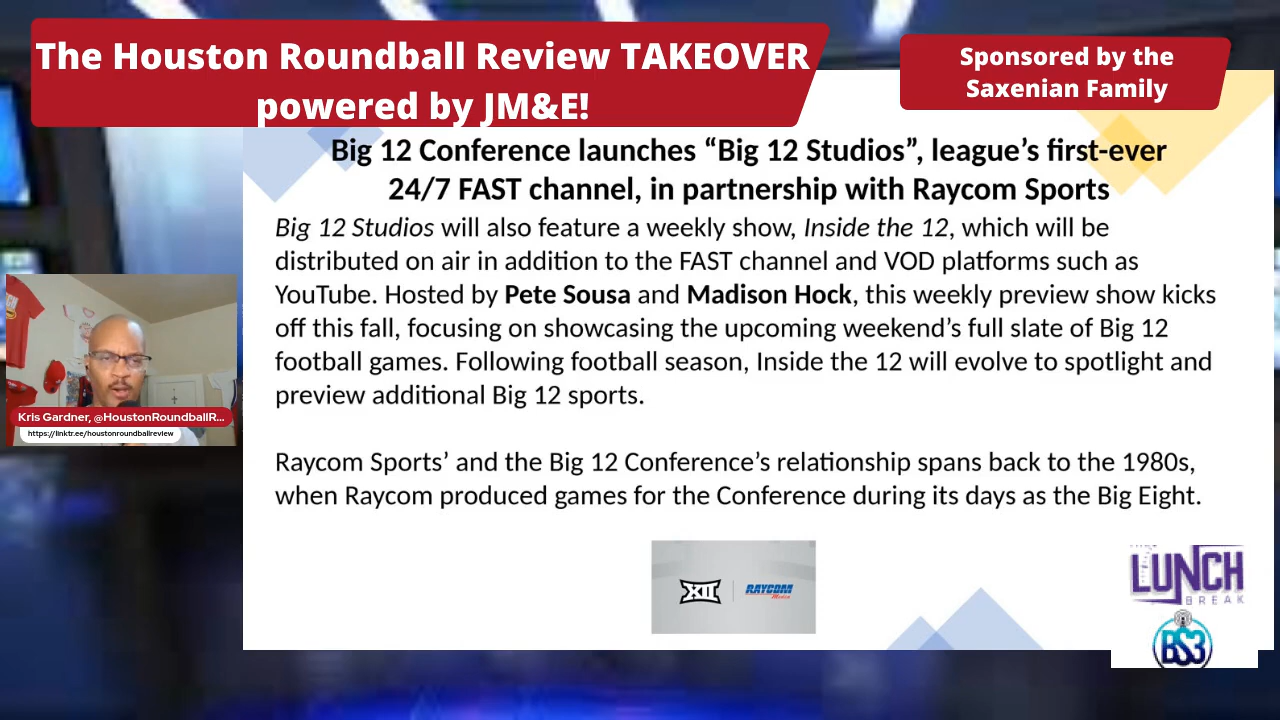 The Houston Roundball Review TAKEOVER
powered by JM&E!
Sponsored by the
Saxenian Family
Big 12 Conference launches “Big 12 Studios”, league’s first-ever
24/7 FAST channel, in partnership with Raycom Sports
Big 12 Studios will also feature a weekly show, Inside the 12, which will be
distributed on air in addition to the FAST channel and VOD platforms such as
YouTube. Hosted by Pete Sousa and Madison Hock, this weekly preview show kicks
off this fall, focusing on showcasing the upcoming weekend’s full slate of Big 12
football games. Following football season, Inside the 12 will evolve to spotlight and
preview additional Big 12 sports.
Raycom Sports’ and the Big 12 Conference’s relationship spans back to the 1980s,
when Raycom produced games for the Conference during its days as the Big Eight.
Kris Gardner, @HoustonRoundballR...
https://linktr.ee/houstonroundballreview
XII
RAYCOM
Media
LUNCH
BREAK
BS3